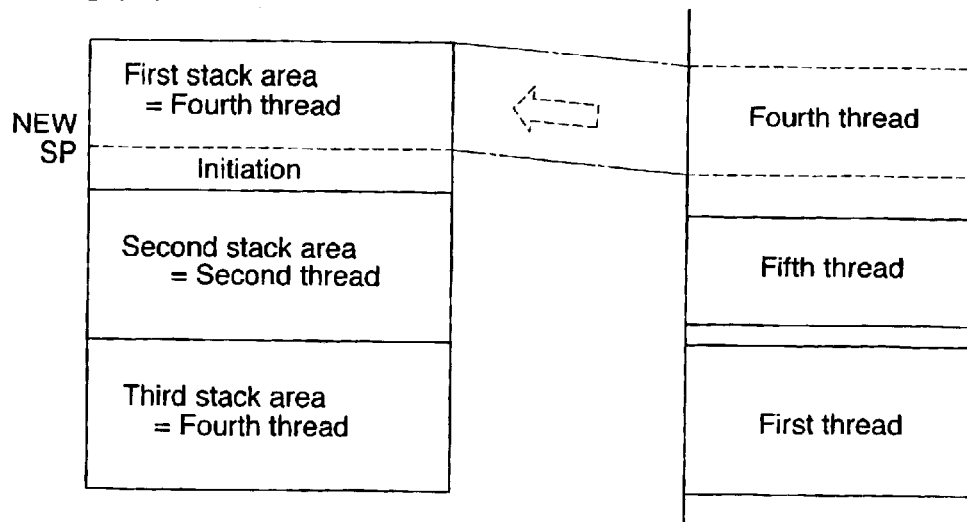 First stack area
= Fourth thread
NEW
SP
Initiation
Second stack area
= Second thread
Third stack area
= Fourth thread
Fourth thread
Fifth thread
First thread